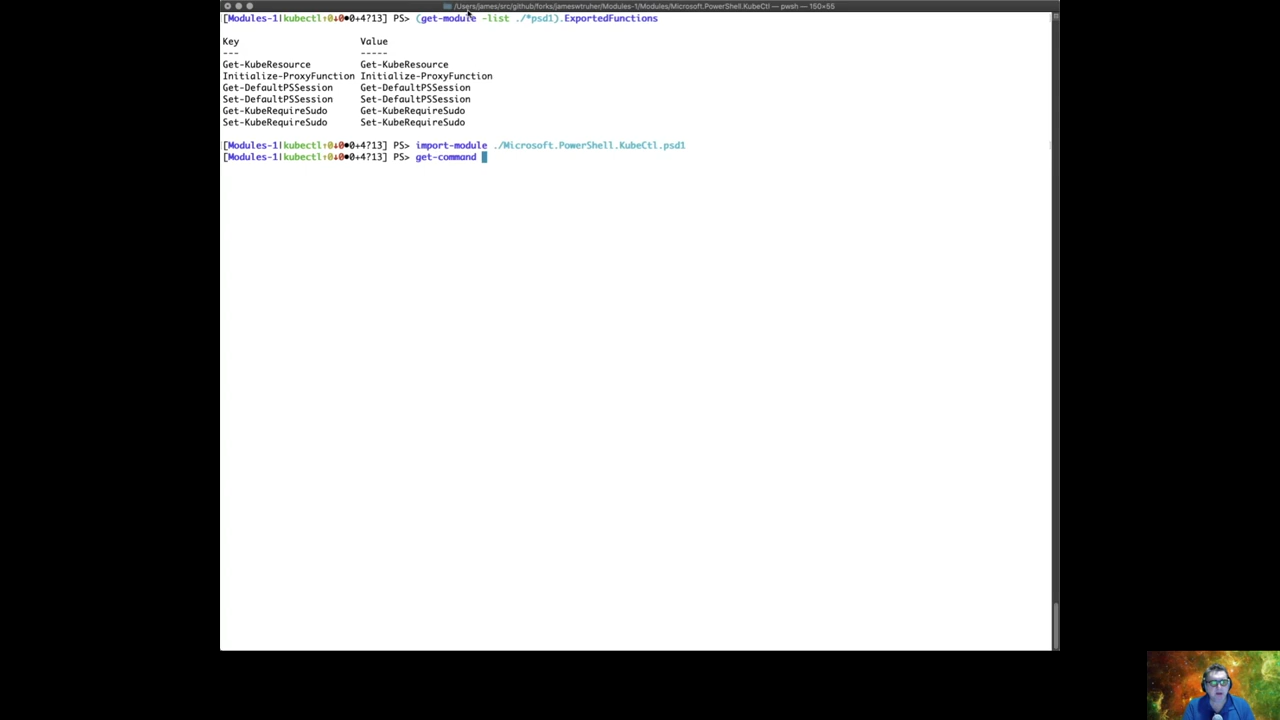 /Users/james/src/github/forks/jameswtruher/Modules-1/Modules/Microsoft.PowerShell.KubeCtl — pwsh — 150×55
[Modules-1|kubectl↑0↓0●0+4?13] PS> (get-module -list ./*psd1).ExportedFunctions
Key                       Value
---                       -----
Get-KubeResource          Get-KubeResource
Initialize-ProxyFunction Initialize-ProxyFunction
Get-DefaultPSSession      Get-DefaultPSSession
Set-DefaultPSSession      Set-DefaultPSSession
Get-KubeRequireSudo       Get-KubeRequireSudo
Set-KubeRequireSudo       Set-KubeRequireSudo
[Modules-1|kubectl↑0↓0●0+4?13] PS> import-module ./Microsoft.PowerShell.KubeCtl.psd1
[Modules-1|kubectl↑0↓0●0+4?13] PS> get-command